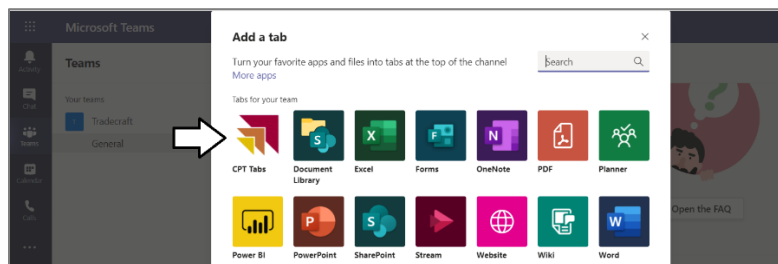 Microsoft Teams
Activity
Chat
Teams
Calendar
Calls
Teams
Your teams
Tradecraft
General
Add a tab
Turn your favorite apps and files into tabs at the top of the channel
More apps
Search
Tabs for your team
CPT Tabs
Document
Library
Excel
Forms
OneNote
PDF
Planner
Power BI
PowerPoint
SharePoint
Stream
Website
Wiki
Word
Open the FAQ